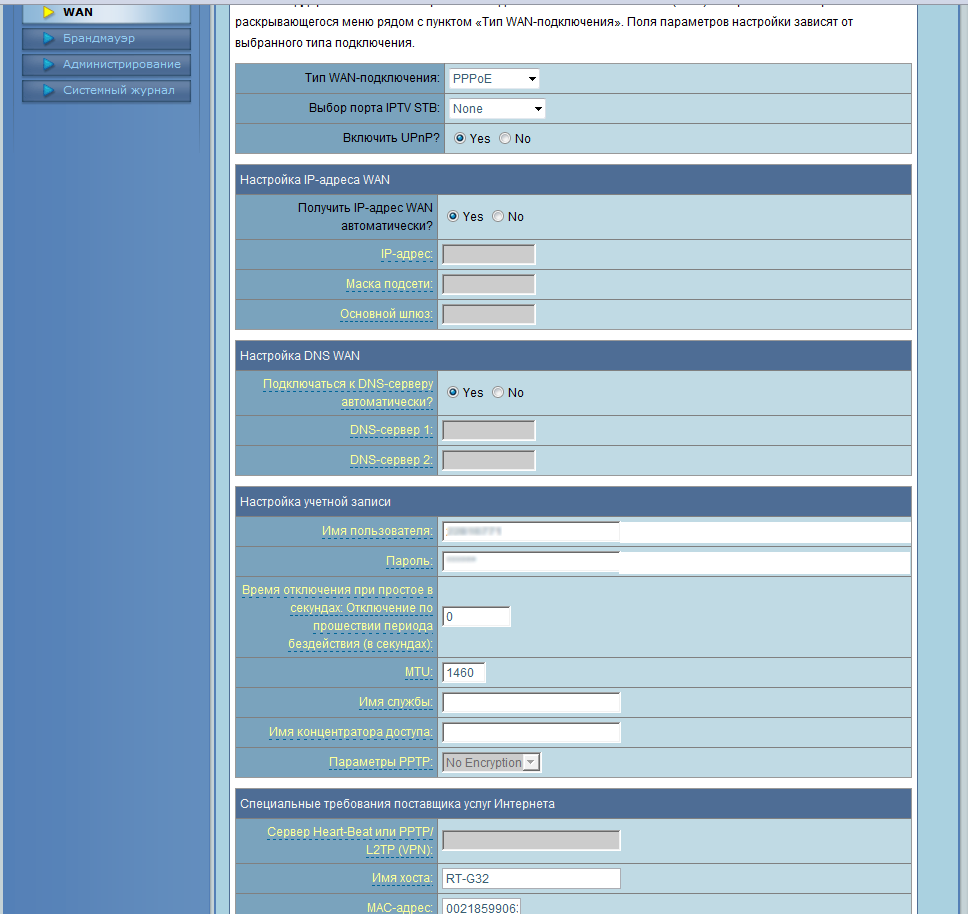 WAN
Брандмауэр
Администрирование
Системный журнал
раскрывающегося меню рядом с пунктом «Тип WAN-подключения». Поля параметров настройки зависят от
выбранного типа подключения.
Тип WAN-подключения: PPPoE
Выбор порта IPTV STB: None
Включить UPnP? Yes No
Настройка IP-адреса WAN
Получить IP-адрес WAN
автоматически? Yes No
IP-адрес:
Маска подсети:
Основной шлюз:
Настройка DNS WAN
Подключаться к DNS-серверу
автоматически? Yes No
DNS-сервер 1:
DNS-сервер 2:
Настройка учетной записи
Имя пользователя:
Пароль:
Время отключения при простое в
секундах: Отключение по
прошествии периода
бездействия (в секундах): 0
MTU: 1460
Имя службы:
Имя концентратора доступа:
Параметры PPTP: No Encryption
Специальные требования поставщика услуг Интернета
Сервер Heart-Beat или PPTP/
L2TP (VPN):
Имя хоста: RT-G32
MAC-адрес: 0021859906